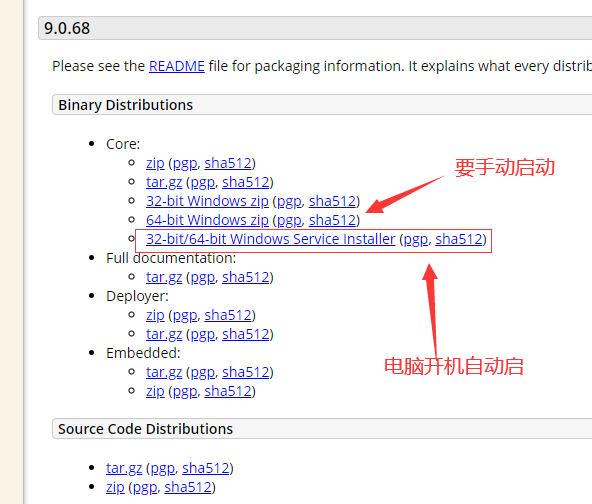 9.0.68
Please see the README file for packaging information. It explains what every
Binary Distributions
Core:
zip (pgp, sha512)
tar.gz (pgp, sha512)
要手动启动
32-bit Windows zip (pgp, sha512)
64-bit Windows zip (pgp, sha512)
32-bit/64-bit Windows Service Installer (pgp, sha512)
Full documentation:
tar.gz (pgp, sha512)
Deployer:
zip (pgp, sha512)
tar.gz (pgp, sha512)
Embedded:
电脑开机自动启
tar.gz (pgp, sha512)
zip (pgp, sha512)
Source Code Distributions
tar.gz (pgp, sha512)
zip (pgp, sha512)